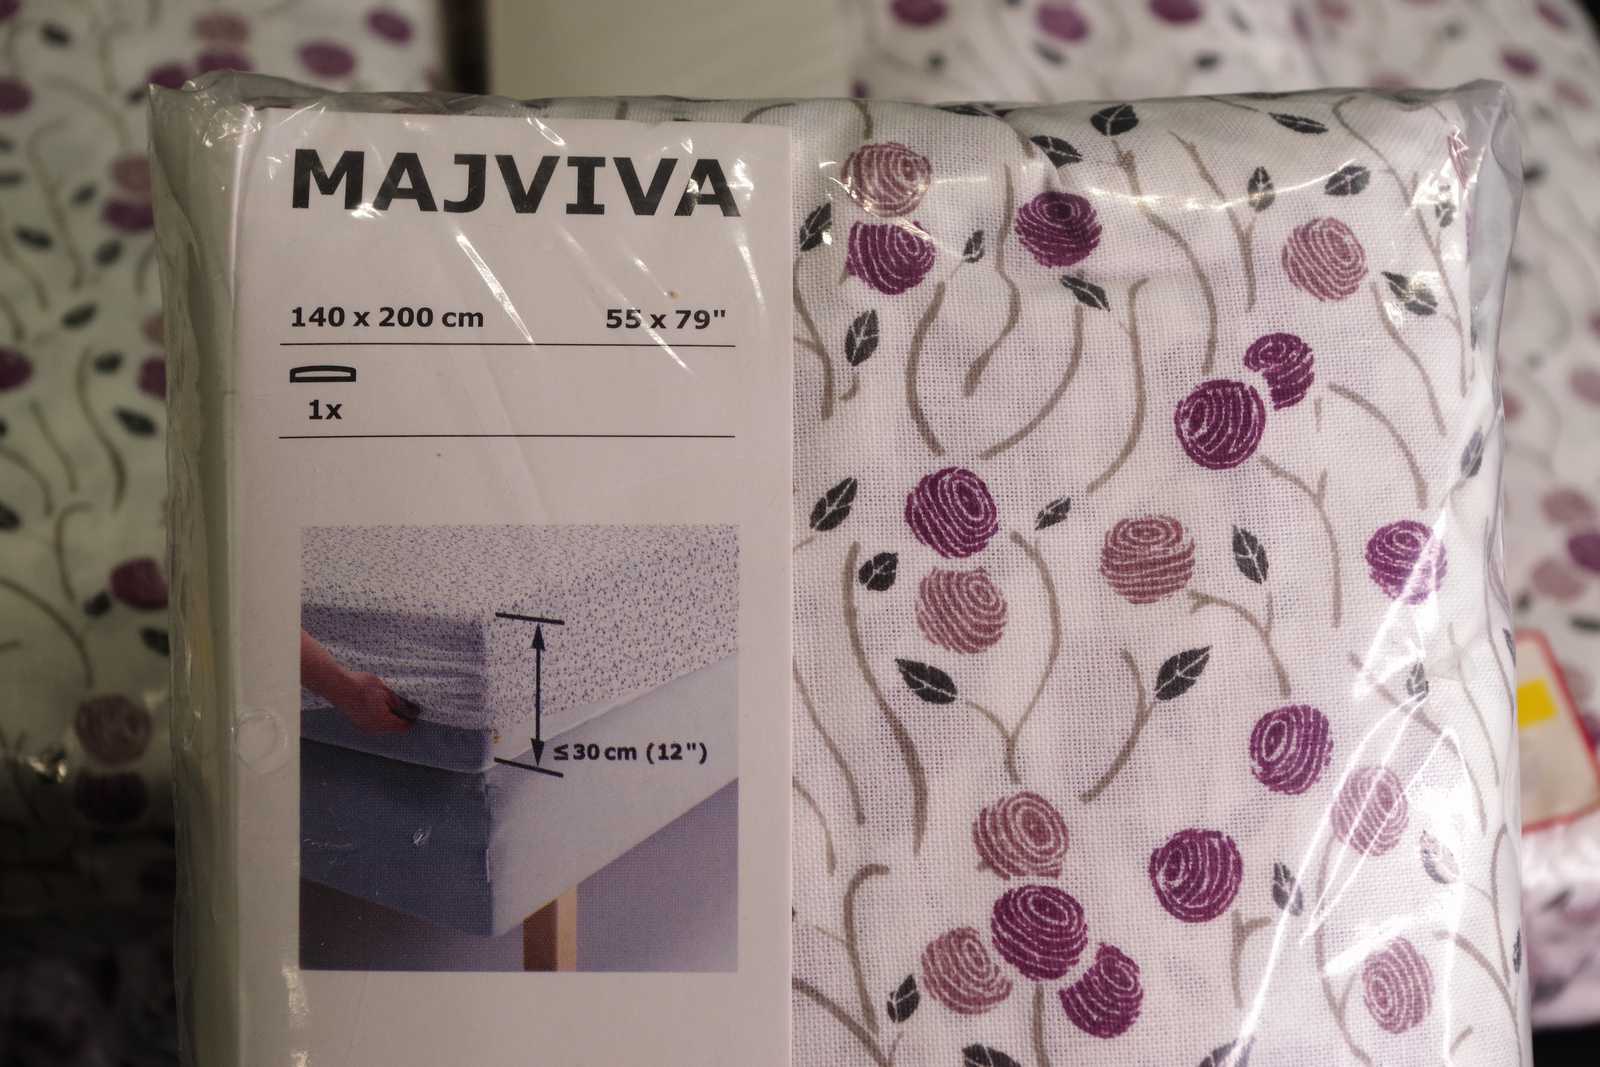 MAJVIVA
140 x 200 cm 55 x 79"
1x
≤30 cm (12")